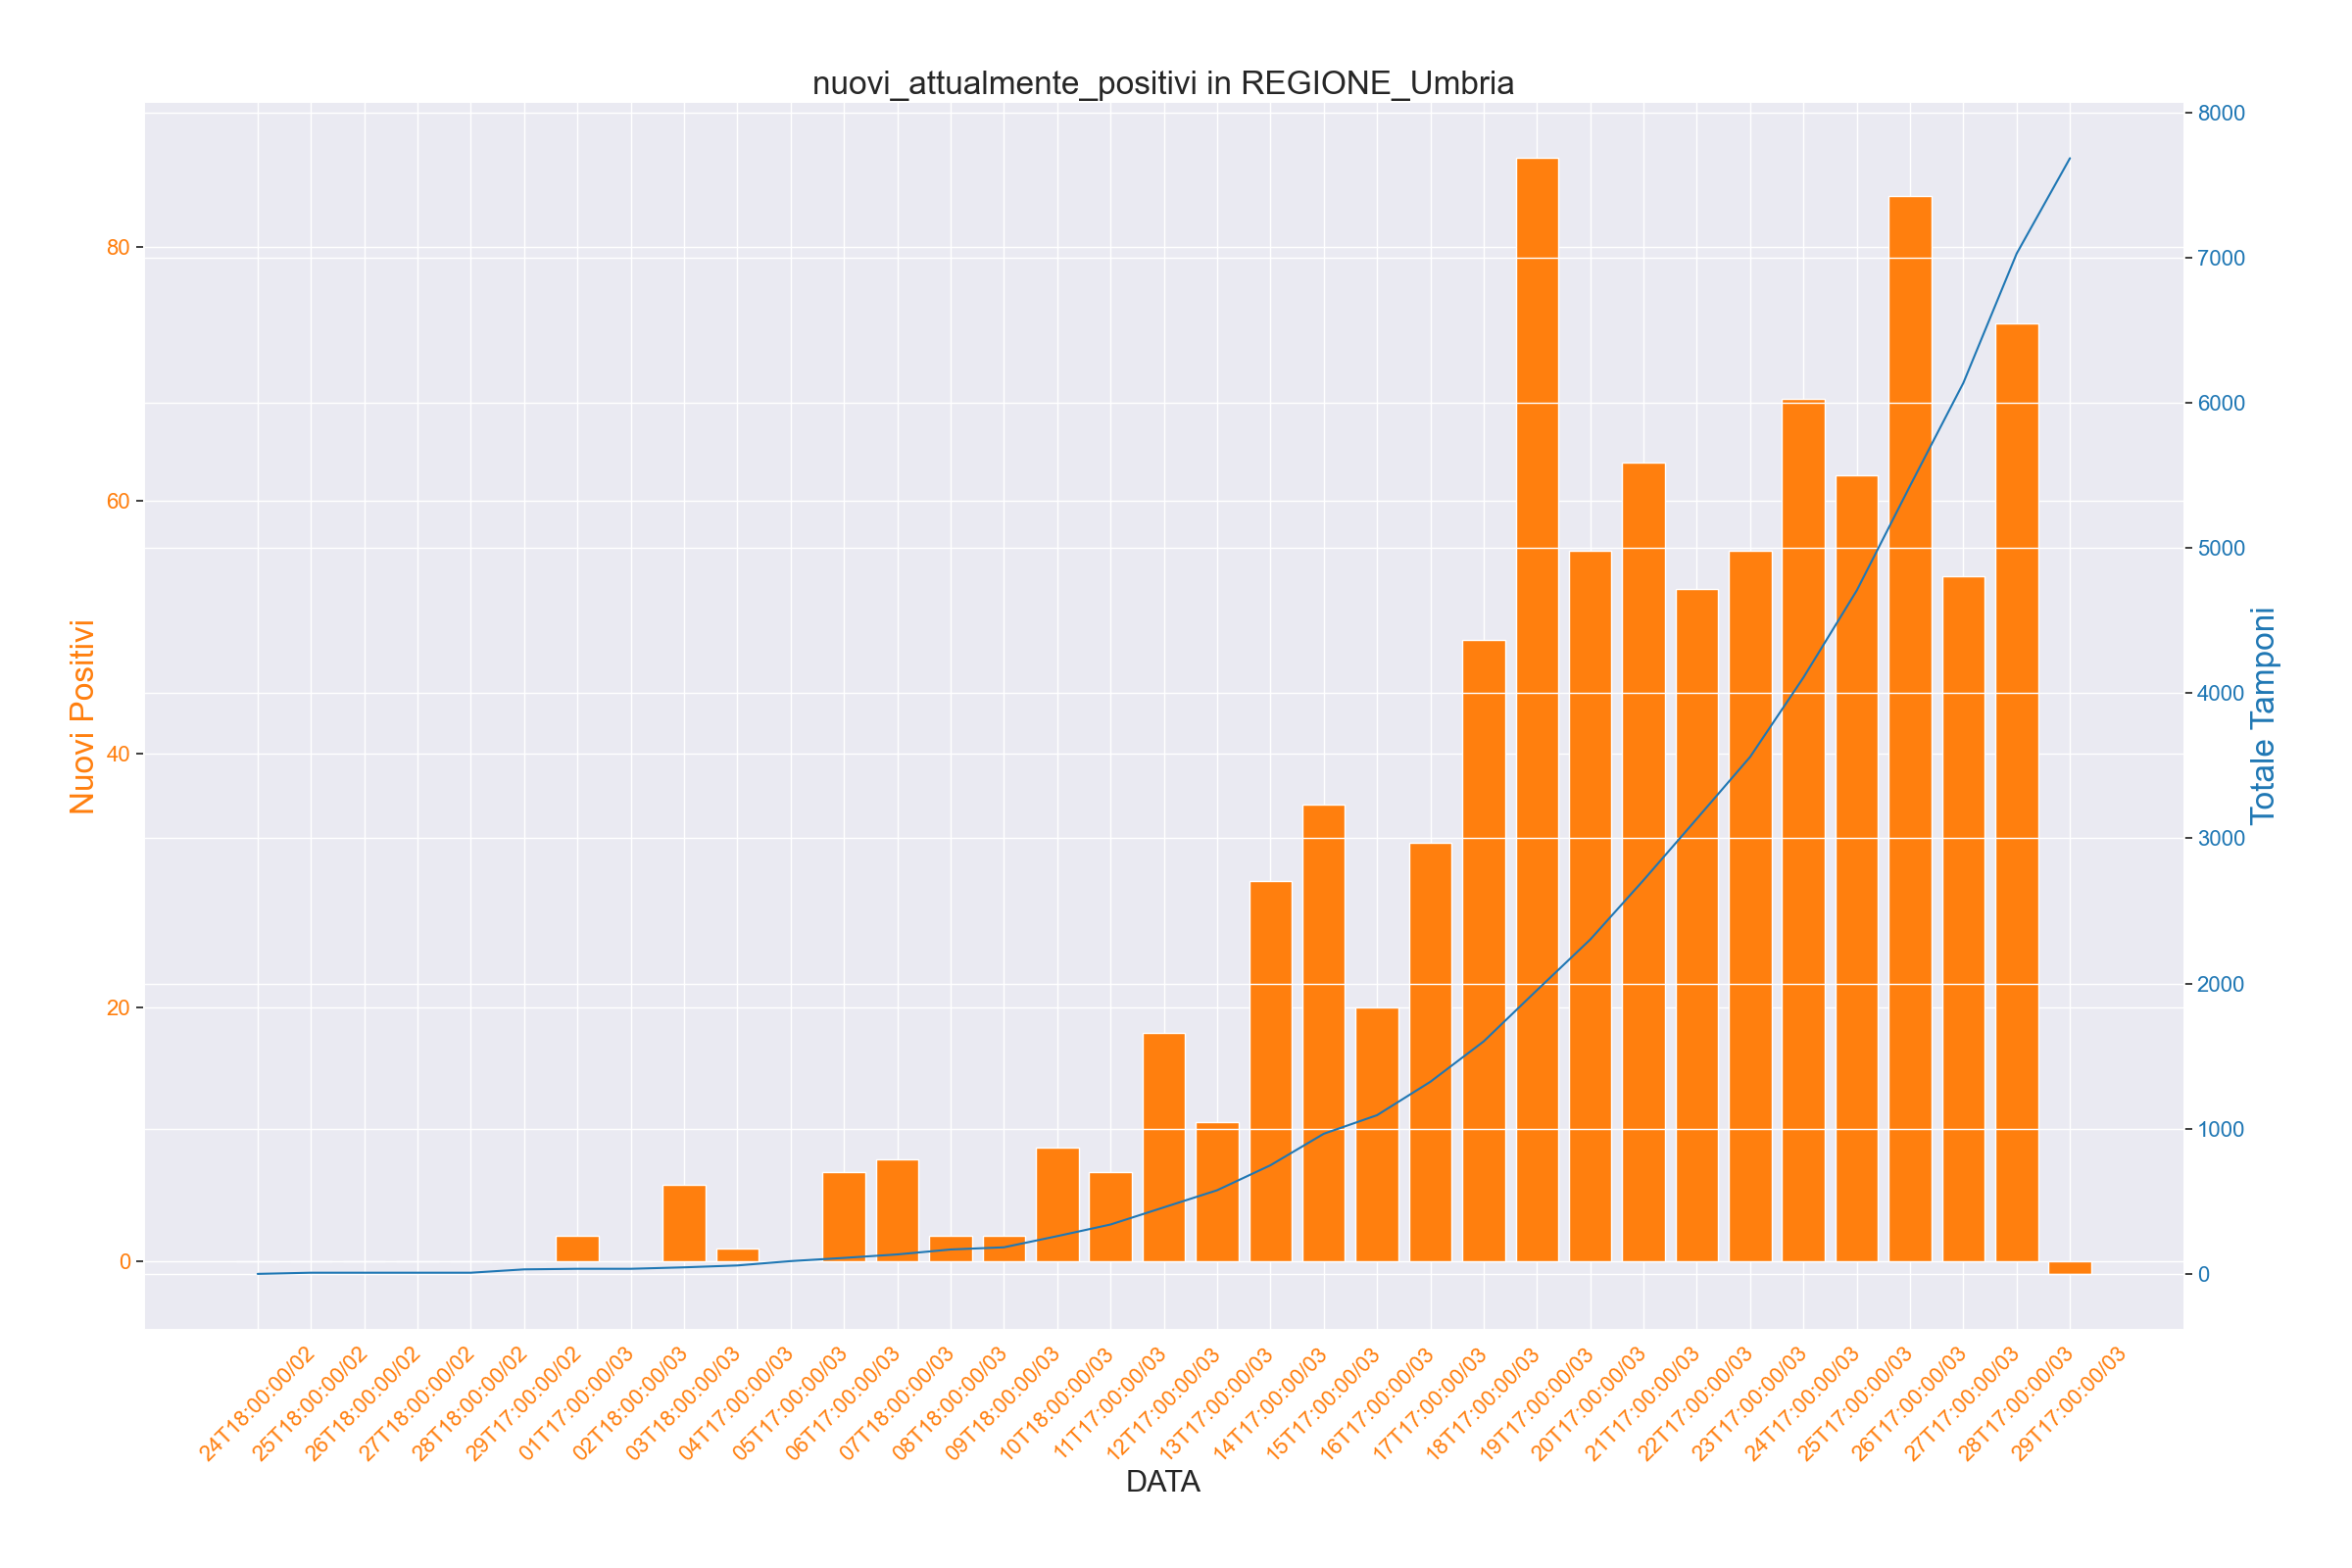 nuovi_attualmente_positivi in REGIONE_Umbria
Nuovi Positivi
80
60
40
20
0
8000
7000
6000
5000
4000
3000
2000
1000
0
Totale Tamponi
24T18:00:00/02
25T18:00:00/02
26T18:00:00/02
27T18:00:00/02
28T18:00:00/02
29T17:00:00/02
01T17:00:00/03
02T18:00:00/03
03T18:00:00/03
04T17:00:00/03
05T17:00:00/03
06T17:00:00/03
07T18:00:00/03
08T18:00:00/03
09T18:00:00/03
10T18:00:00/03
11T17:00:00/03
12T17:00:00/03
13T17:00:00/03
14T17:00:00/03
15T17:00:00/03
16T17:00:00/03
17T17:00:00/03
18T17:00:00/03
19T17:00:00/03
20T17:00:00/03
21T17:00:00/03
22T17:00:00/03
23T17:00:00/03
24T17:00:00/03
25T17:00:00/03
26T17:00:00/03
27T17:00:00/03
28T17:00:00/03
29T17:00:00/03
DATA